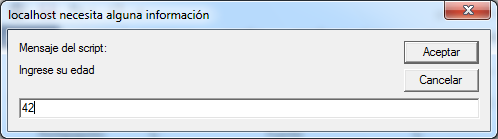 localhost necesita alguna información
Mensaje del script:
Ingrese su edad
Aceptar
Cancelar
42